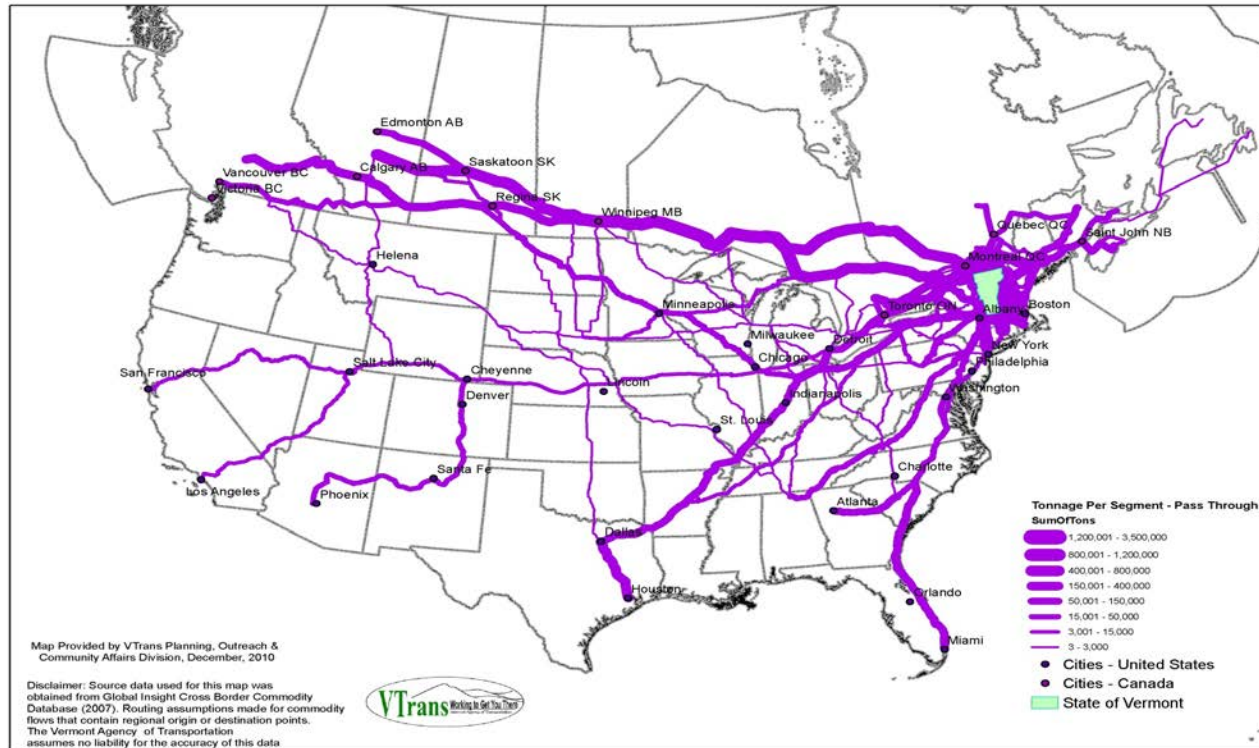 Edmonton AB
Saskatoon SK
Calgary AB
Vancouver BC
Victoria BC
Regina SK
Winnipeg MB
Quebec QC
Saint John NB
Montreal QC
Helena
Minneapolis
Toronto ON
Albany
Boston
Milwaukee
Detroit
New York
Chicago
Philadelphia
San Francisco
Salt Lake City
Cheyenne
Lincoln
Washington
Denver
Indianapolis
St. Louis
Charlotte
Los Angeles
Santa Fe
Phoenix
Atlanta
Dallas
Houston
Orlando
Miami
Tonnage Per Segment - Pass Through
SumOfTons
1,200,001 - 3,500,000
800,001 - 1,200,000
400,001 - 800,000
150,001 - 400,000
50,001 - 150,000
15,001 - 50,000
3,001 - 15,000
3 - 3,000
Cities - United States
Cities - Canada
State of Vermont
Map Provided by VTrans Planning, Outreach &
Community Affairs Division, December, 2010
Disclaimer: Source data used for this map was
obtained from Global Insight Cross Border Commodity
Database (2007). Routing assumptions made for commodity
flows that contain regional origin or destination points.
The Vermont Agency of Transportation
assumes no liability for the accuracy of this data
VTrans
Working to Get You There